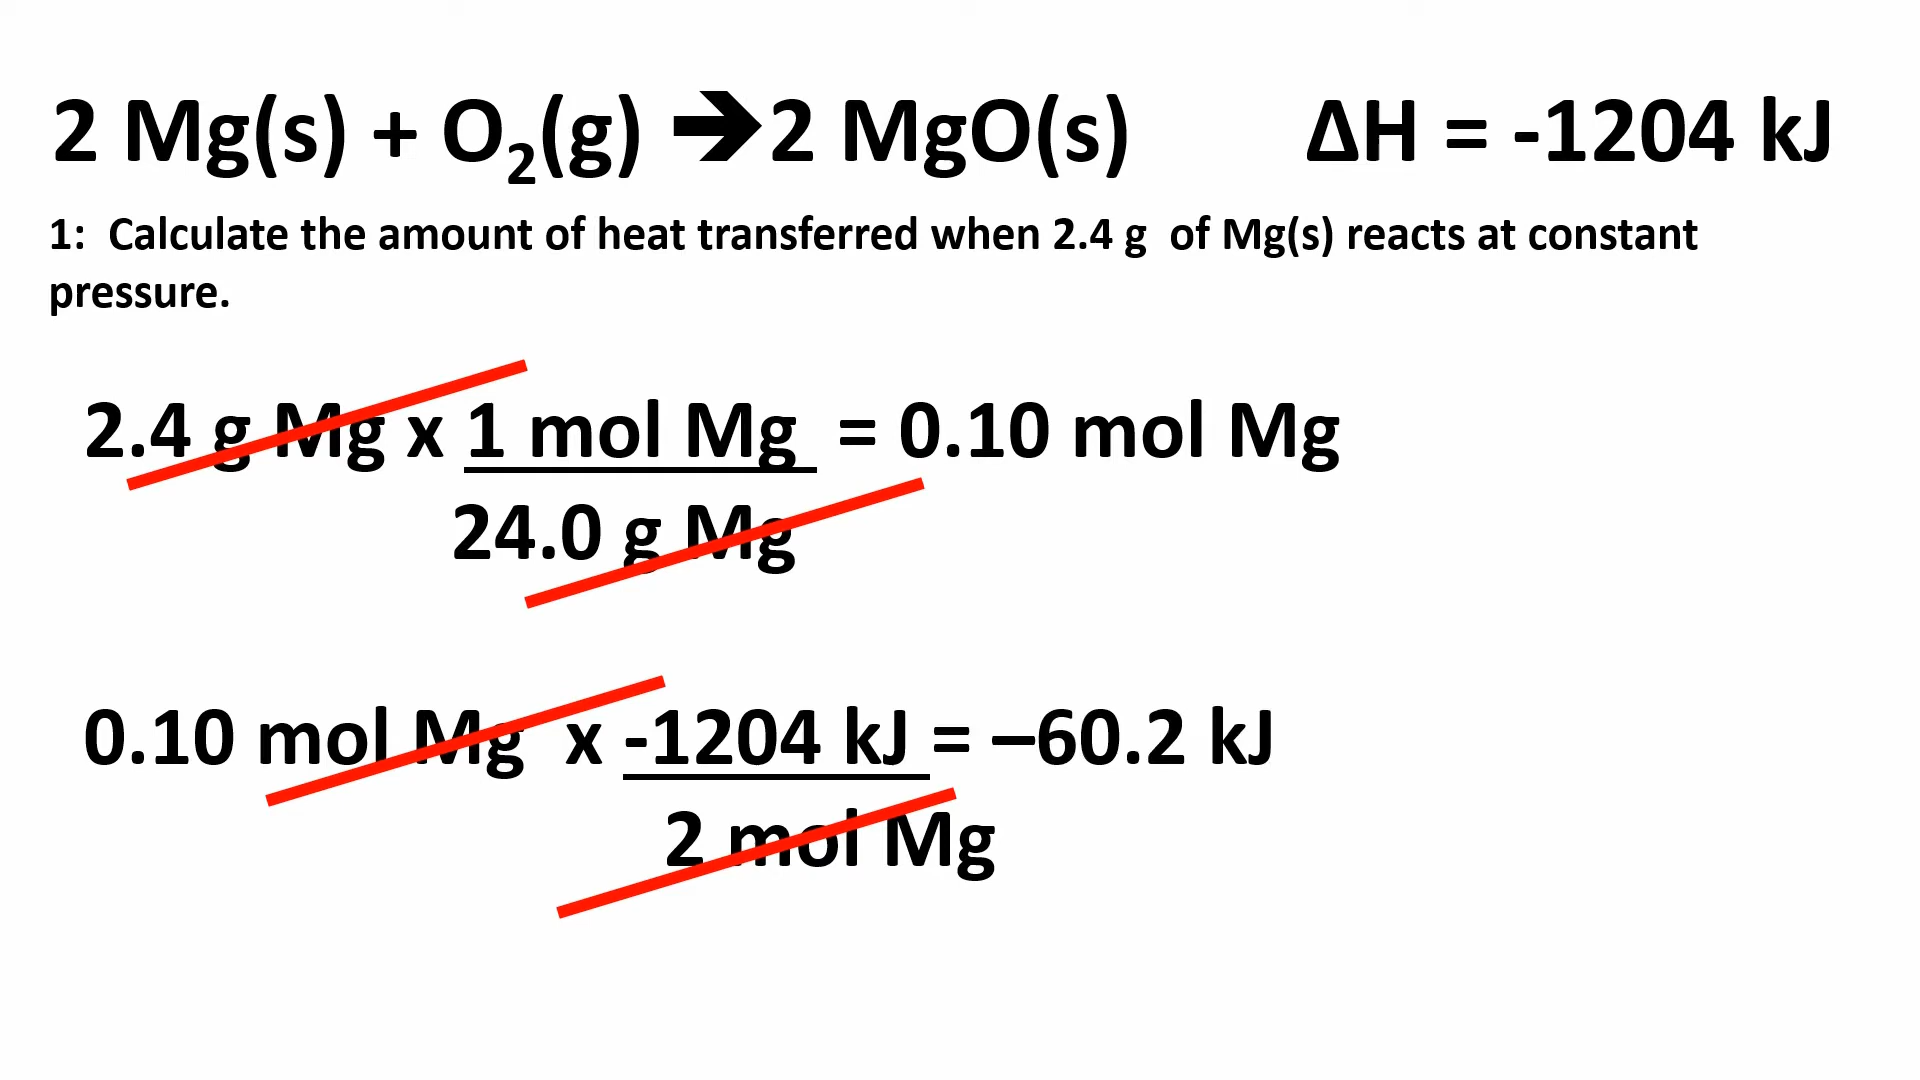 2 Mg(s) + O₂(g) 🡺2 MgO(s) ΔH = -1204 kJ
1: Calculate the amount of heat transferred when 2.4 g of Mg(s) reacts at constant
pressure.
2.4 g Mg x 1 mol Mg = 0.10 mol Mg
24.0 g Mg
0.10 mol Mg x -1204 kJ = –60.2 kJ
2 mol Mg